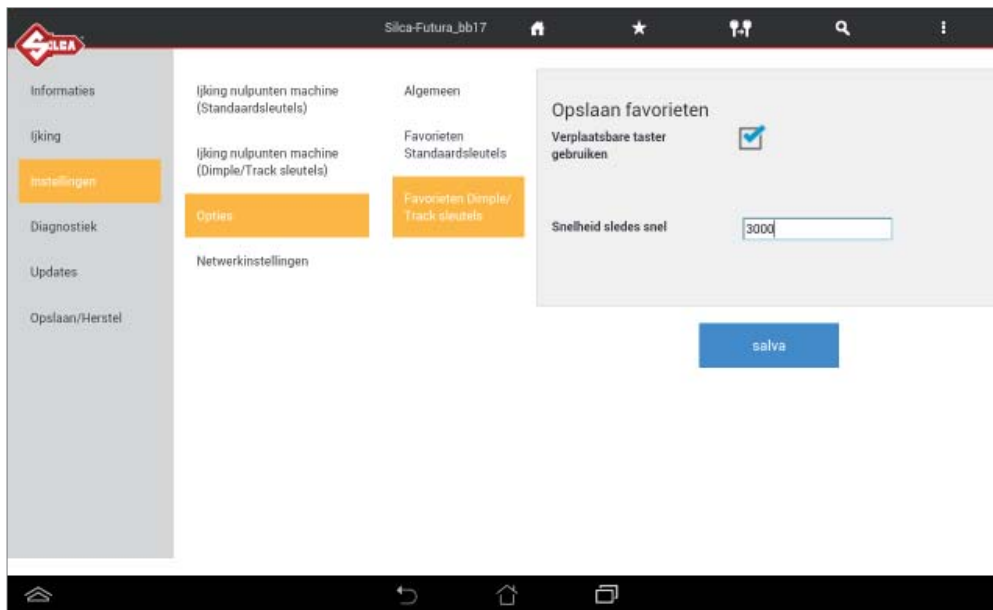 Silca-Futura_bb17
SILCA
Informaties
Ijking
Instellingen
Diagnostiek
Updates
Opslaan/Herstel
Ijking nulpunten machine
(Standaardsleutels)
Ijking nulpunten machine
(Dimple/Track sleutels)
Opties
Netwerkinstellingen
Algemeen
Favorieten
Standaardsleutels
Favorieten Dimple/
Track sleutels
Opslaan favorieten
Verplaatsbare taster
gebruiken
Snelheid sledes snel
3000
salva